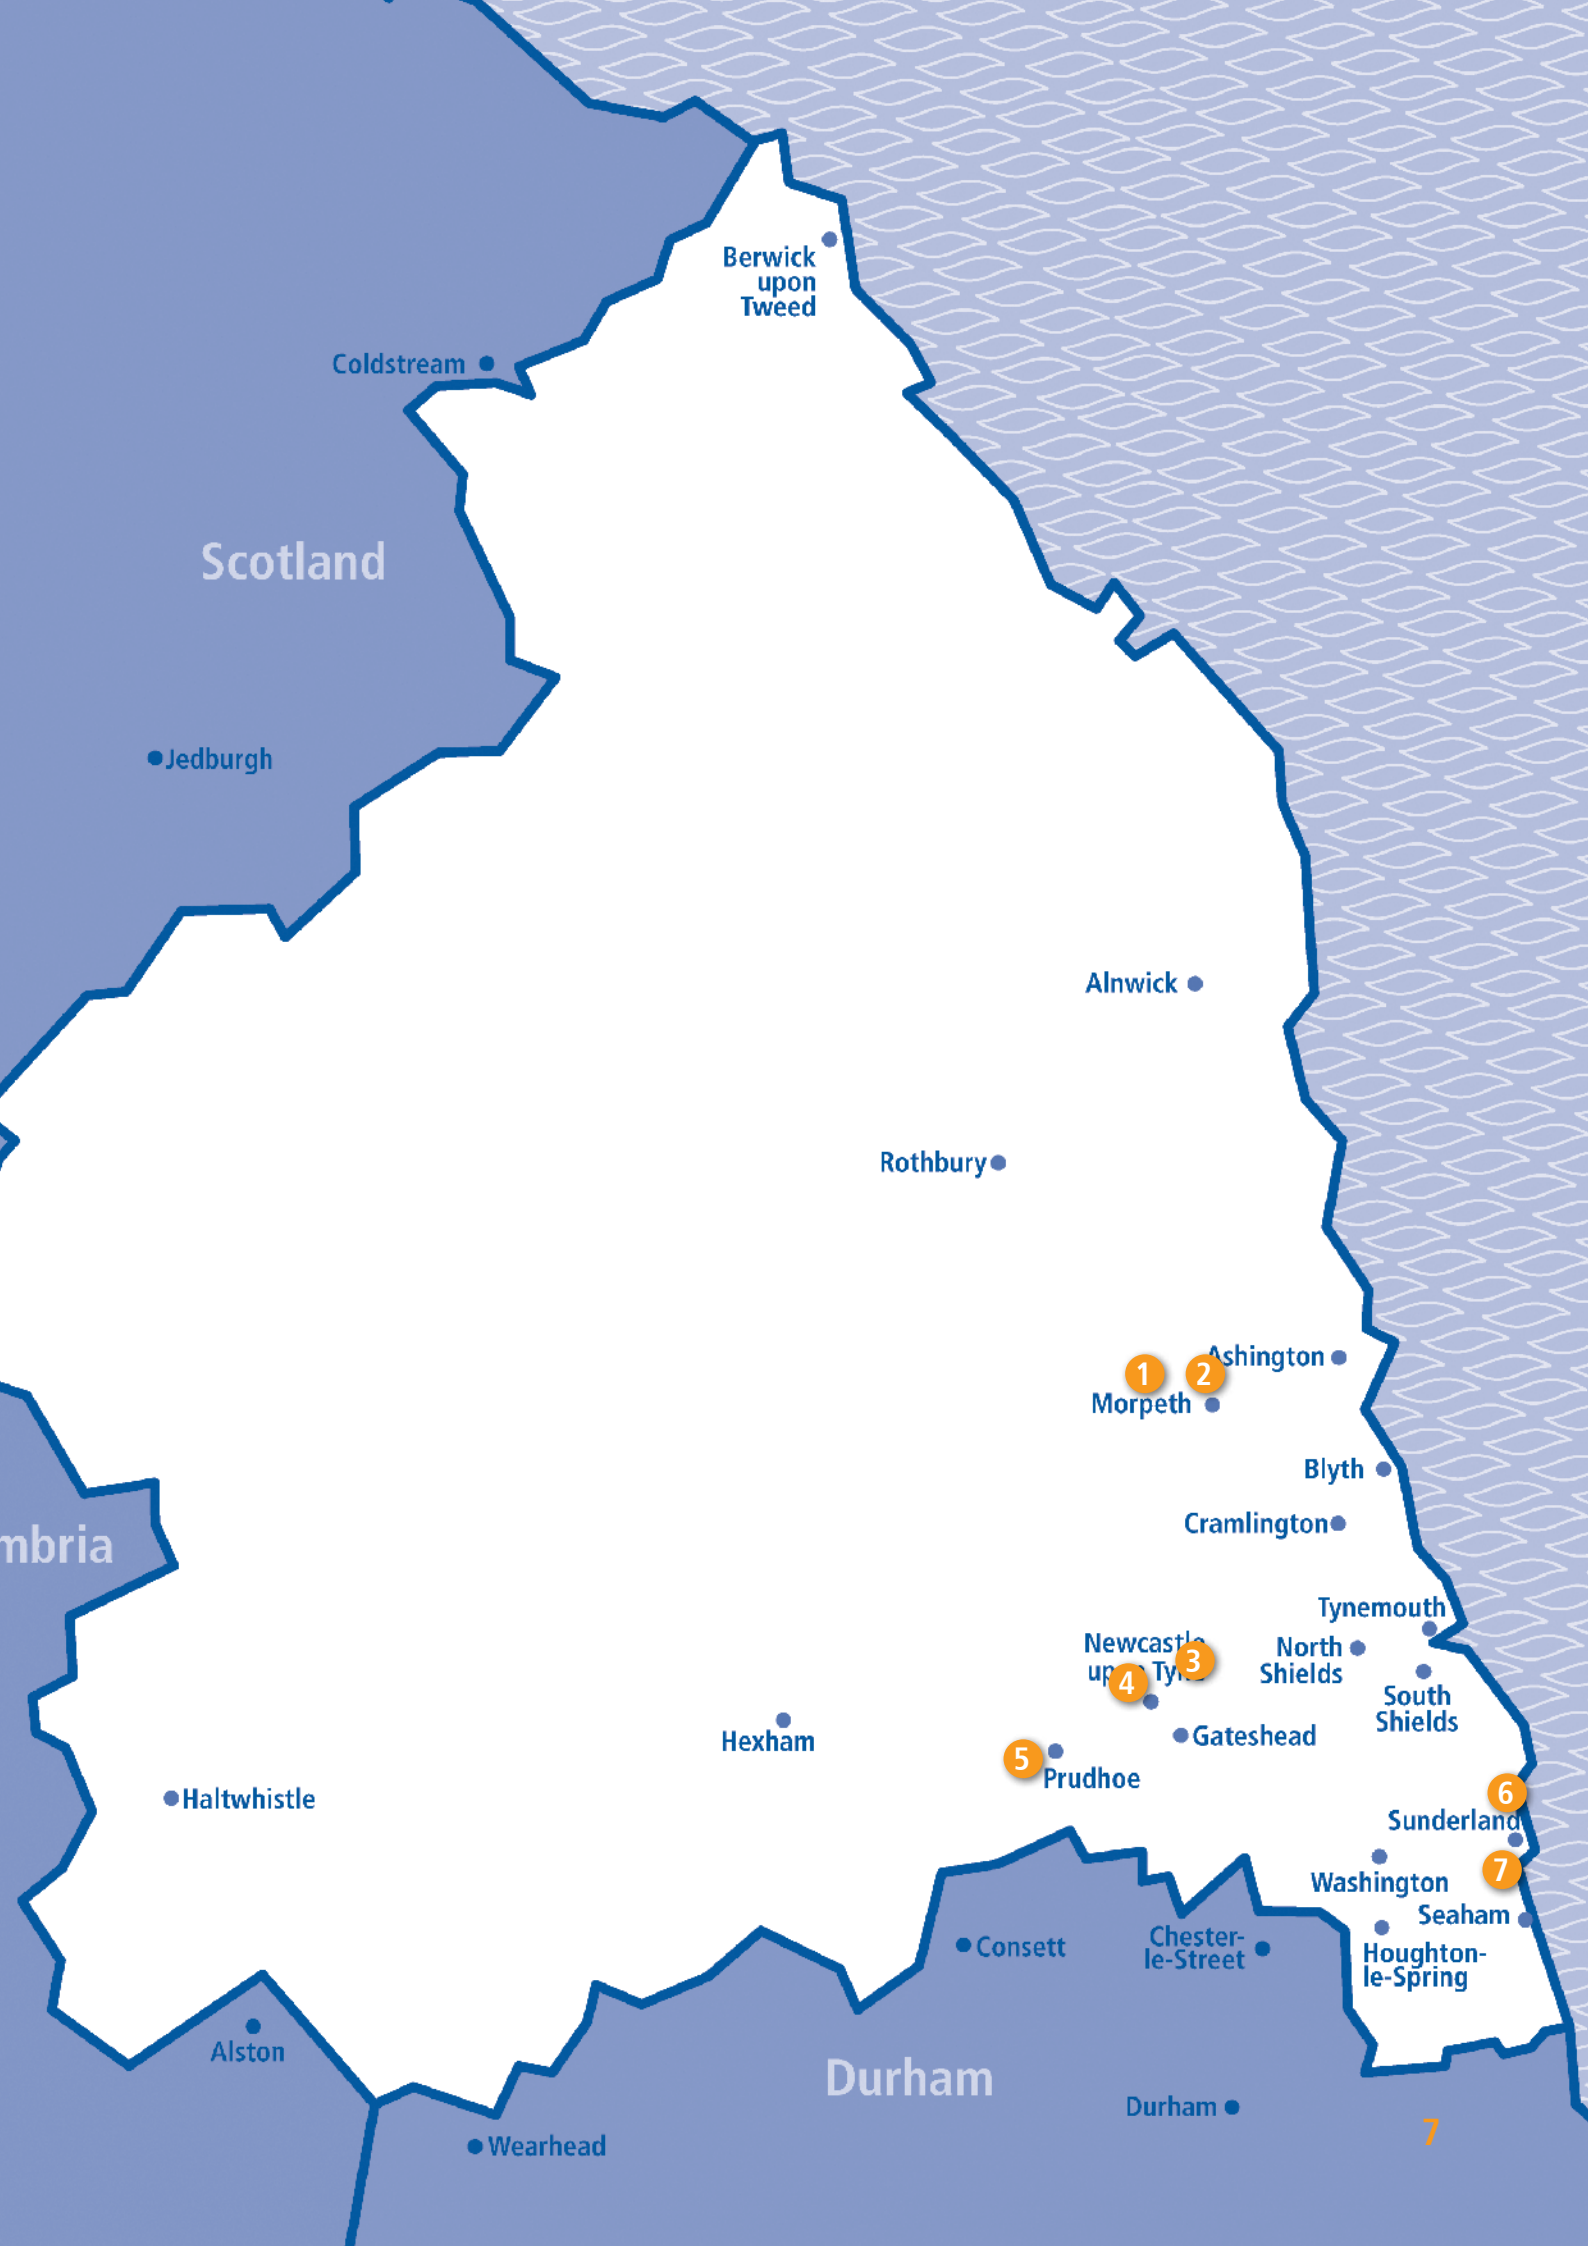 Berwick
upon
Tweed
Coldstream
Scotland
Jedburgh
Alnwick
Rothbury
Ashington
1
2
Morpeth
Blyth
Cramlington
mbria
Tynemouth
Newcastle
upon Tyne
3
4
North
Shields
South
Shields
Hexham
Gateshead
5
Prudhoe
Haltwhistle
6
Sunderland
7
Washington
Seaham
Houghton-
le-Spring
Consett
Chester-
le-Street
Alston
Durham
Durham
7
Wearhead